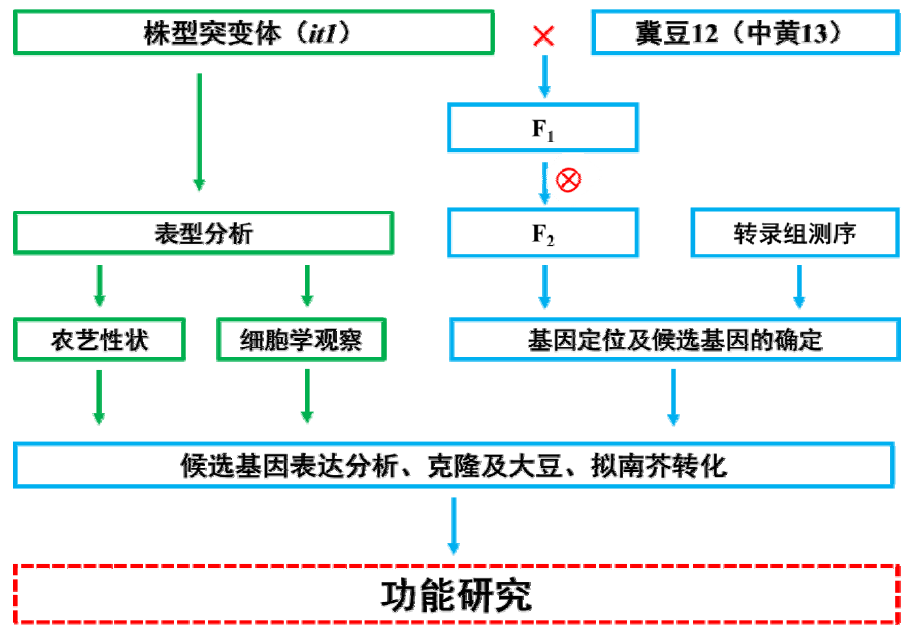 株型突变体（it1）
×
冀豆12（中黄13）
F₁
表型分析
F₂
转录组测序
农艺性状
细胞学观察
基因定位及候选基因的确定
候选基因表达分析、克隆及大豆、拟南芥转化
功能研究